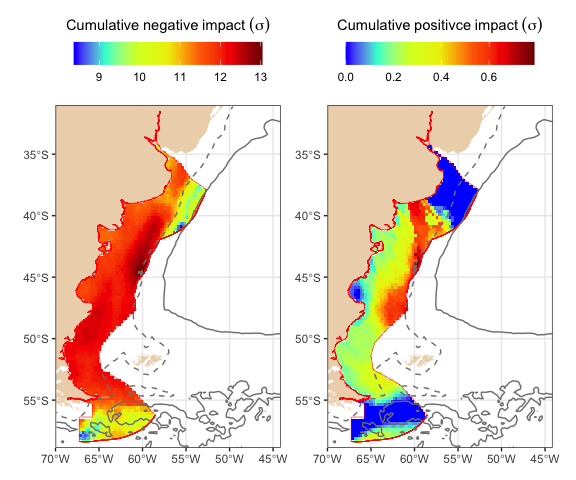 Cumulative negative impact (σ)
9 10 11 12 13
Cumulative positivce impact (σ)
0.0 0.2 0.4 0.6
35°S
40°S
45°S
50°S
55°S
70°W 65°W 60°W 55°W 50°W 45°W
35°S
40°S
45°S
50°S
55°S
70°W 65°W 60°W 55°W 50°W 45°W